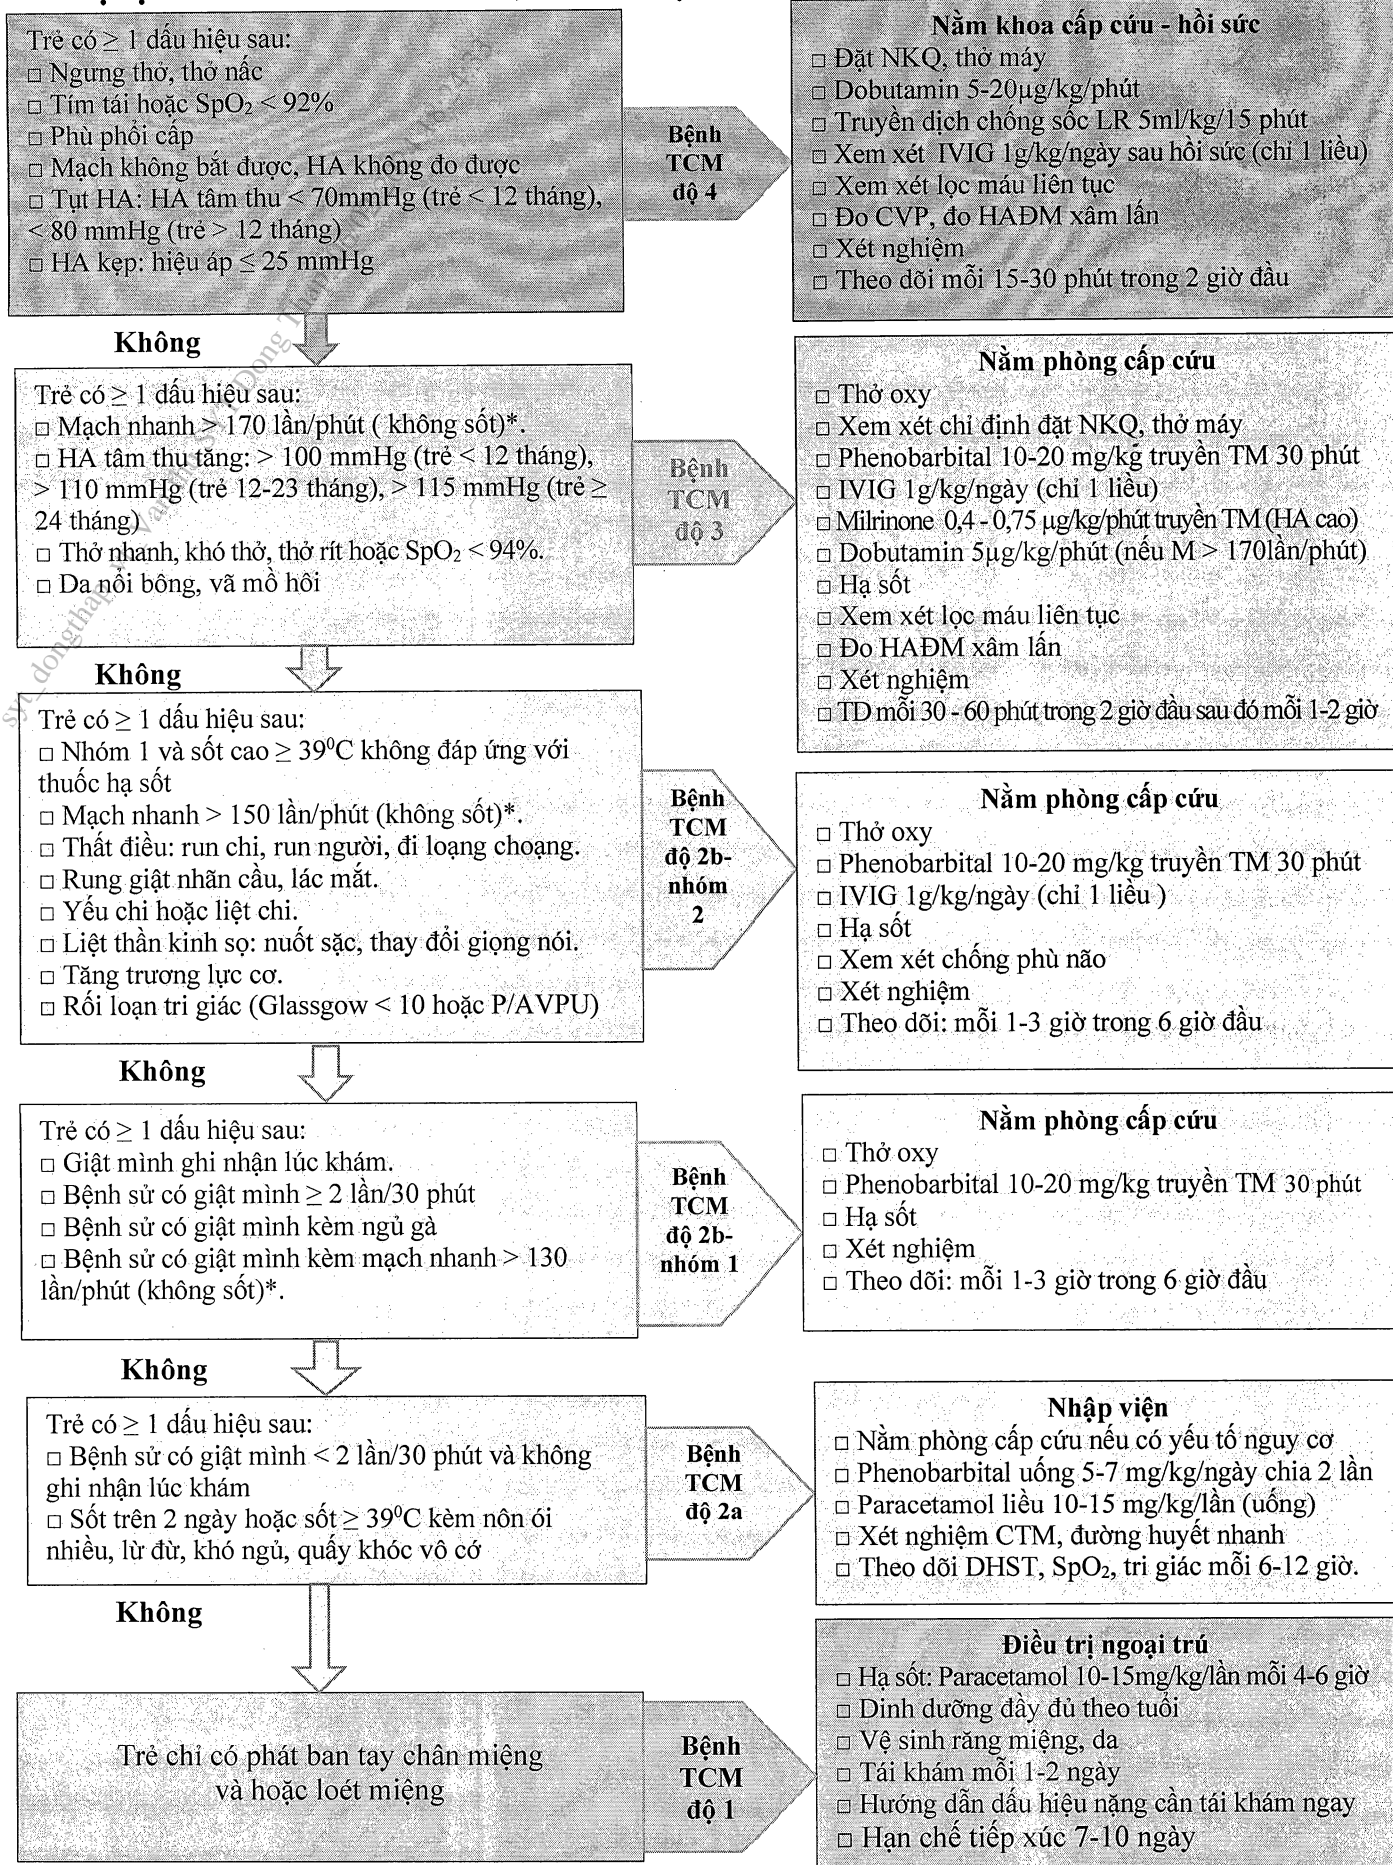 Trẻ có ≥ 1 dấu hiệu sau:
□ Ngưng thở, thở nấc
□ Tím tái hoặc SpO₂ < 92%
□ Phù phổi cấp
□ Mạch không bắt được, HA không đo được
□ Tụt HA: HA tâm thu < 70mmHg (trẻ < 12 tháng),
< 80 mmHg (trẻ > 12 tháng)
□ HA kẹp: hiệu áp ≤ 25 mmHg
Bệnh
TCM
độ 4
Nằm khoa cấp cứu - hồi sức
□ Đặt NKQ, thở máy
□ Dobutamin 5-20µg/kg/phút
□ Truyền dịch chống sốc LR 5ml/kg/15 phút
□ Xem xét IVIG 1g/kg/ngày sau hồi sức (chỉ 1 liều)
□ Xem xét lọc máu liên tục
□ Đo CVP, đo HAĐM xâm lấn
□ Xét nghiệm
□ Theo dõi mỗi 15-30 phút trong 2 giờ đầu
Không
Trẻ có ≥ 1 dấu hiệu sau:
□ Mạch nhanh > 170 lần/phút ( không sốt)*.
□ HA tâm thu tăng: > 100 mmHg (trẻ < 12 tháng),
> 110 mmHg (trẻ 12-23 tháng), > 115 mmHg (trẻ ≥
24 tháng)
□ Thở nhanh, khó thở, thở rít hoặc SpO₂ < 94%.
□ Da nổi bông, vã mồ hôi
Bệnh
TCM
độ 3
Nằm phòng cấp cứu
□ Thở oxy
□ Xem xét chỉ định đặt NKQ, thở máy
□ Phenobarbital 10-20 mg/kg truyền TM 30 phút
□ IVIG 1g/kg/ngày (chỉ 1 liều)
□ Milrinone 0,4 - 0,75 µg/kg/phút truyền TM (HA cao)
□ Dobutamin 5µg/kg/phút (nếu M > 170lần/phút)
□ Hạ sốt
□ Xem xét lọc máu liên tục
□ Đo HAĐM xâm lấn
□ Xét nghiệm
□ TD mỗi 30 - 60 phút trong 2 giờ đầu sau đó mỗi 1-2 giờ
Không
Trẻ có ≥ 1 dấu hiệu sau:
□ Nhóm 1 và sốt cao ≥ 39⁰C không đáp ứng với
thuốc hạ sốt
□ Mạch nhanh > 150 lần/phút (không sốt)*.
□ Thất điều: run chi, run người, đi loạng choạng.
□ Rung giật nhãn cầu, lác mắt.
□ Yếu chi hoặc liệt chi.
□ Liệt thần kinh sọ: nuốt sặc, thay đổi giọng nói.
□ Tăng trương lực cơ.
□ Rối loạn tri giác (Glassgow < 10 hoặc P/AVPU)
Bệnh
TCM
độ 2b-
nhóm
2
Nằm phòng cấp cứu
□ Thở oxy
□ Phenobarbital 10-20 mg/kg truyền TM 30 phút
□ IVIG 1g/kg/ngày (chỉ 1 liều )
□ Hạ sốt
□ Xem xét chống phù não
□ Xét nghiệm
□ Theo dõi: mỗi 1-3 giờ trong 6 giờ đầu
Không
Trẻ có ≥ 1 dấu hiệu sau:
□ Giật mình ghi nhận lúc khám.
□ Bệnh sử có giật mình ≥ 2 lần/30 phút
□ Bệnh sử có giật mình kèm ngủ gà
□ Bệnh sử có giật mình kèm mạch nhanh > 130
lần/phút (không sốt)*.
Bệnh
TCM
độ 2b-
nhóm 1
Nằm phòng cấp cứu
□ Thở oxy
□ Phenobarbital 10-20 mg/kg truyền TM 30 phút
□ Hạ sốt
□ Xét nghiệm
□ Theo dõi: mỗi 1-3 giờ trong 6 giờ đầu
Không
Trẻ có ≥ 1 dấu hiệu sau:
□ Bệnh sử có giật mình < 2 lần/30 phút và không
ghi nhận lúc khám
□ Sốt trên 2 ngày hoặc sốt ≥ 39⁰C kèm nôn ói
nhiều, lừ đừ, khó ngủ, quấy khóc vô cớ
Bệnh
TCM
độ 2a
Nhập viện
□ Nằm phòng cấp cứu nếu có yếu tố nguy cơ
□ Phenobarbital uống 5-7 mg/kg/ngày chia 2 lần
□ Paracetamol liều 10-15 mg/kg/lần (uống)
□ Xét nghiệm CTM, đường huyết nhanh
□ Theo dõi DHST, SpO₂, tri giác mỗi 6-12 giờ.
Không
Trẻ chỉ có phát ban tay chân miệng
và hoặc loét miệng
Bệnh
TCM
độ 1
Điều trị ngoại trú
□ Hạ sốt: Paracetamol 10-15mg/kg/lần mỗi 4-6 giờ
□ Dinh dưỡng đầy đủ theo tuổi
□ Vệ sinh răng miệng, da
□ Tái khám mỗi 1-2 ngày
□ Hướng dẫn dấu hiệu nặng cần tái khám ngay
□ Hạn chế tiếp xúc 7-10 ngày
syt_dongthap